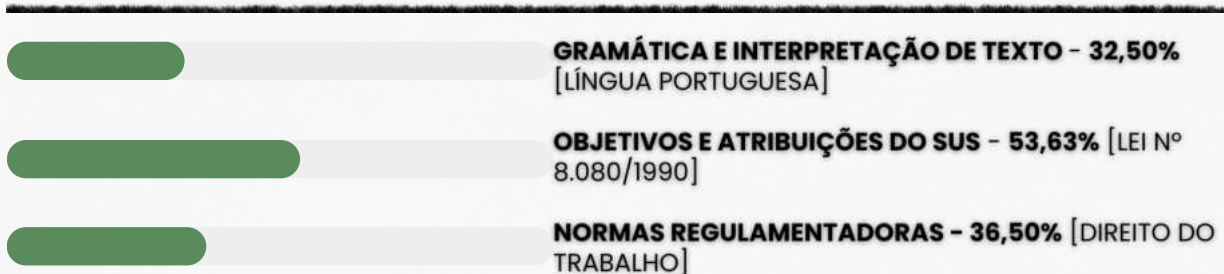 GRAMÁTICA E INTERPRETAÇÃO DE TEXTO - 32,50%
[LÍNGUA PORTUGUESA]
OBJETIVOS E ATRIBUIÇÕES DO SUS - 53,63% [LEI Nº
8.080/1990]
NORMAS REGULAMENTADORAS - 36,50% [DIREITO DO
TRABALHO]